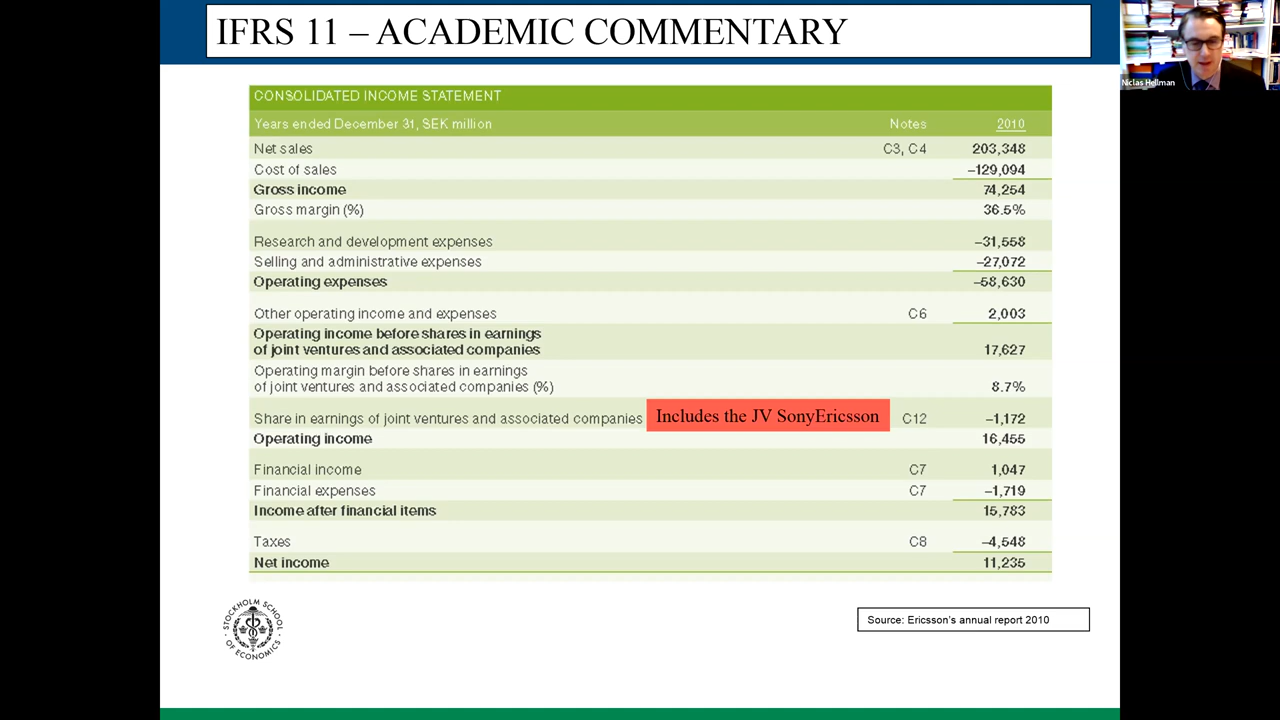 IFRS 11 – ACADEMIC COMMENTARY
Niclas Hellman
CONSOLIDATED INCOME STATEMENT
Years ended December 31, SEK million Notes 2010
Net sales C3, C4 203,348
Cost of sales –129,094
Gross income 74,254
Gross margin (%) 36.5%
Research and development expenses –31,558
Selling and administrative expenses –27,072
Operating expenses –58,630
Other operating income and expenses C6 2,003
Operating income before shares in earnings
of joint ventures and associated companies 17,627
Operating margin before shares in earnings
of joint ventures and associated companies (%) 8.7%
Share in earnings of joint ventures and associated companies Includes the JV SonyEricsson C12 –1,172
Operating income 16,455
Financial income C7 1,047
Financial expenses C7 –1,719
Income after financial items 15,783
Taxes C8 –4,548
Net income 11,235
STOCKHOLM SCHOOL
OF ECONOMICS
Source: Ericsson's annual report 2010